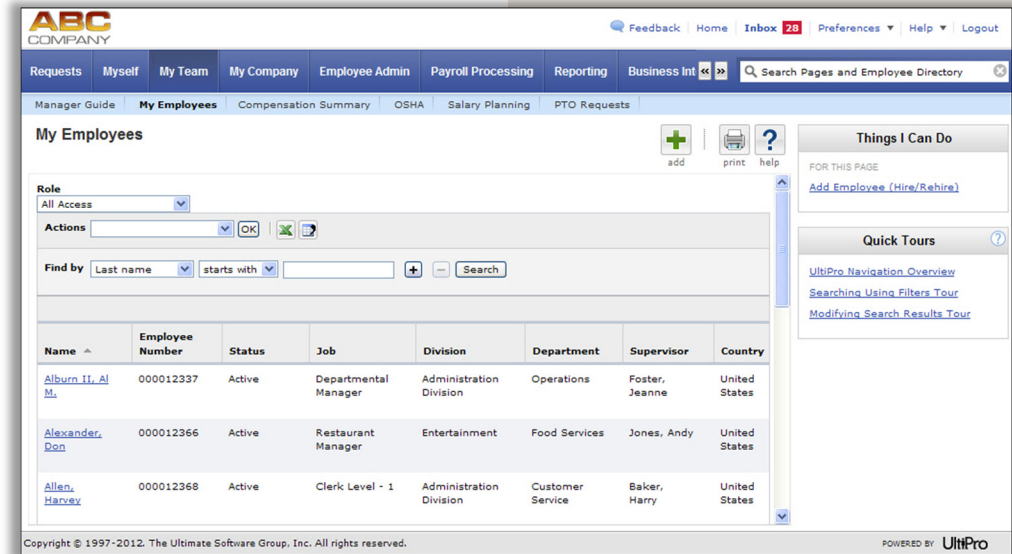 ABC
COMPANY
Feedback Home Inbox 28 Preferences Help Logout
Requests Myself My Team My Company Employee Admin Payroll Processing Reporting Business Int « » Search Pages and Employee Directory
Manager Guide My Employees Compensation Summary OSHA Salary Planning PTO Requests
My Employees
add print help
Role
All Access
Actions OK
Find by Last name starts with + − Search
Name Employee Number Status Job Division Department Supervisor Country
Alburn II, Al 000012337 Active Departmental Administration Operations Foster, United
M. Manager Division Jeanne States
Alexander, 000012366 Active Restaurant Entertainment Food Services Jones, Andy United
Don Manager States
Allen, 000012368 Active Clerk Level - 1 Administration Customer Baker, United
Harvey Division Service Harry States
Things I Can Do
FOR THIS PAGE
Add Employee (Hire/Rehire)
Quick Tours ?
UltiPro Navigation Overview
Searching Using Filters Tour
Modifying Search Results Tour
Copyright © 1997-2012. The Ultimate Software Group, Inc. All rights reserved. POWERED BY UltiPro